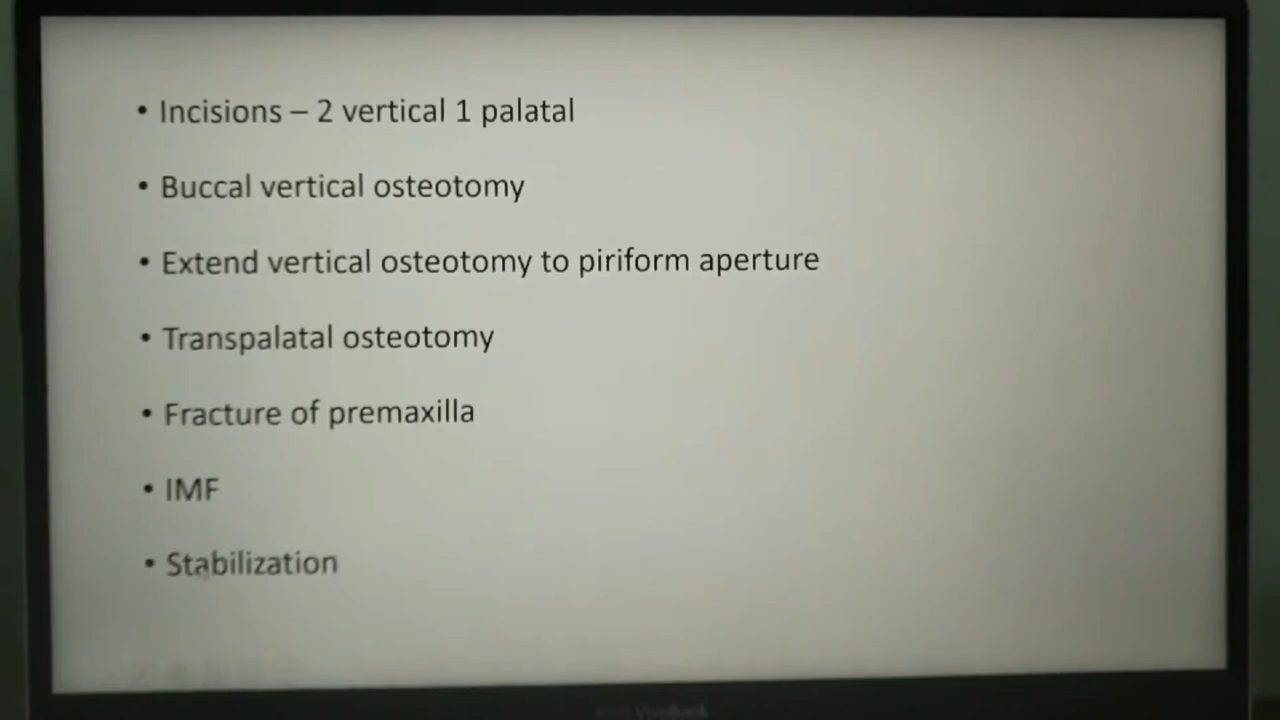 • Incisions – 2 vertical 1 palatal
• Buccal vertical osteotomy
• Extend vertical osteotomy to piriform aperture
• Transpalatal osteotomy
• Fracture of premaxilla
• IMF
• Stabilization
VivoBook